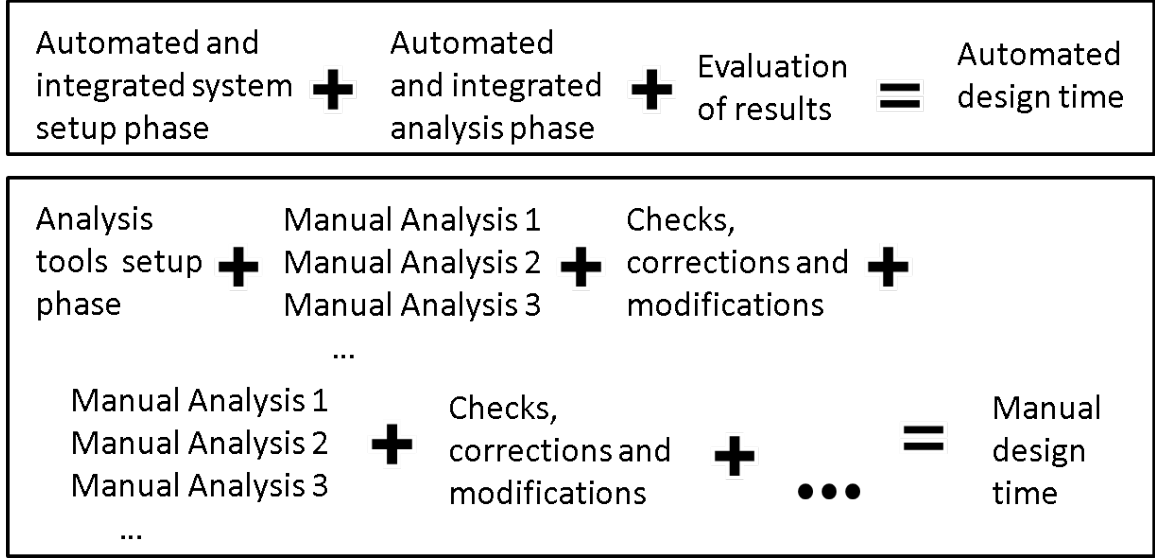 Automated and
integrated system
setup phase
+
Automated
and integrated
analysis phase
+
Evaluation
of results
=
Automated
design time
Analysis
tools setup
phase
+
Manual Analysis 1
Manual Analysis 2
Manual Analysis 3
...
+
Checks,
corrections and
modifications
+
Manual Analysis 1
Manual Analysis 2
Manual Analysis 3
...
+
Checks,
corrections and
modifications
+
...
=
Manual
design
time